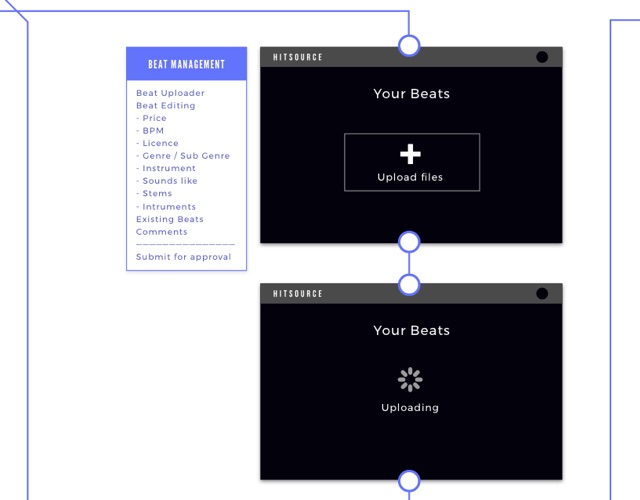 BEAT MANAGEMENT
Beat Uploader
Beat Editing
- Price
- BPM
- Licence
- Genre / Sub Genre
- Instrument
- Sounds like
- Stems
- Intruments
Existing Beats
Comments
———————————————
Submit for approval
HITSOURCE
Your Beats
Upload files
HITSOURCE
Your Beats
Uploading